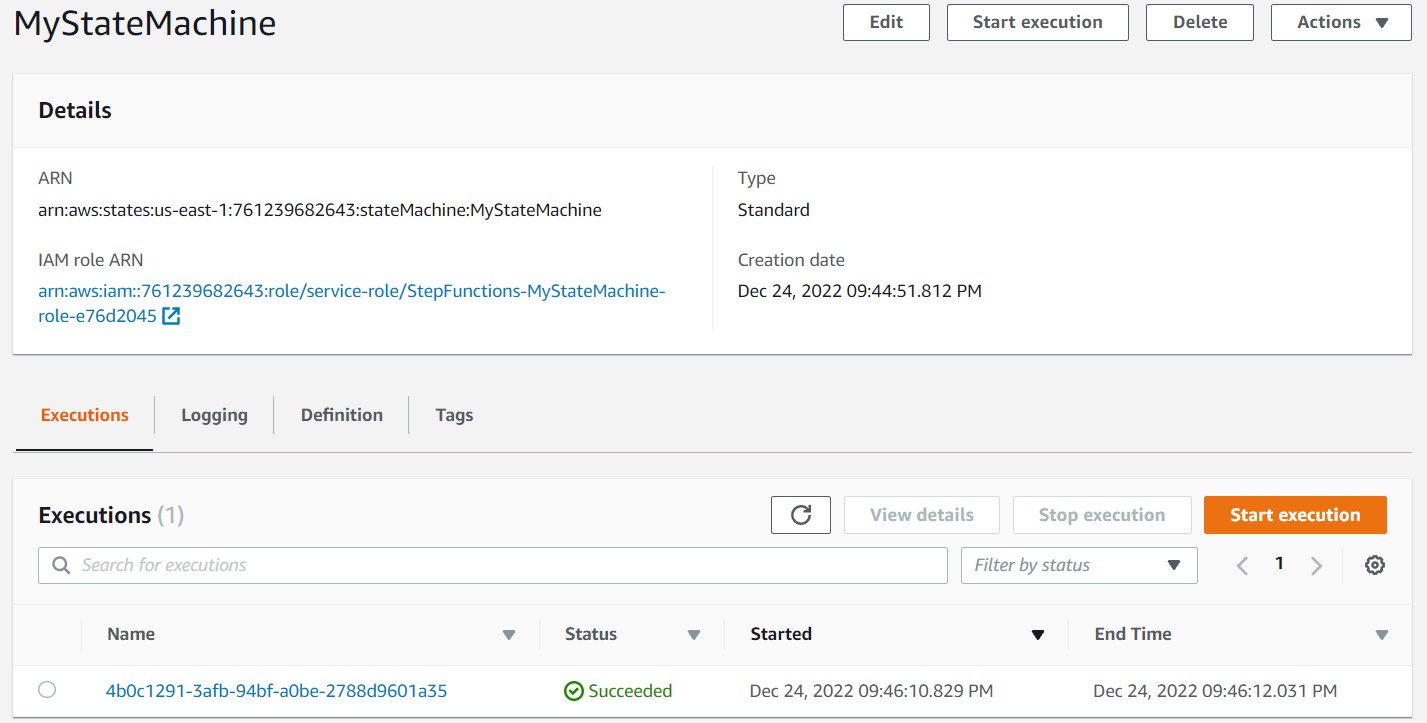 MyStateMachine
Edit
Start execution
Delete
Actions
Details
ARN
arn:aws:states:us-east-1:761239682643:stateMachine:MyStateMachine
Type
Standard
IAM role ARN
arn:aws:iam::761239682643:role/service-role/StepFunctions-MyStateMachine-
role-e76d2045
Creation date
Dec 24, 2022 09:44:51.812 PM
Executions
Logging
Definition
Tags
Executions (1)
View details
Stop execution
Start execution
Search for executions
Filter by status
1
Name
Status
Started
End Time
4b0c1291-3afb-94bf-a0be-2788d9601a35
Succeeded
Dec 24, 2022 09:46:10.829 PM
Dec 24, 2022 09:46:12.031 PM